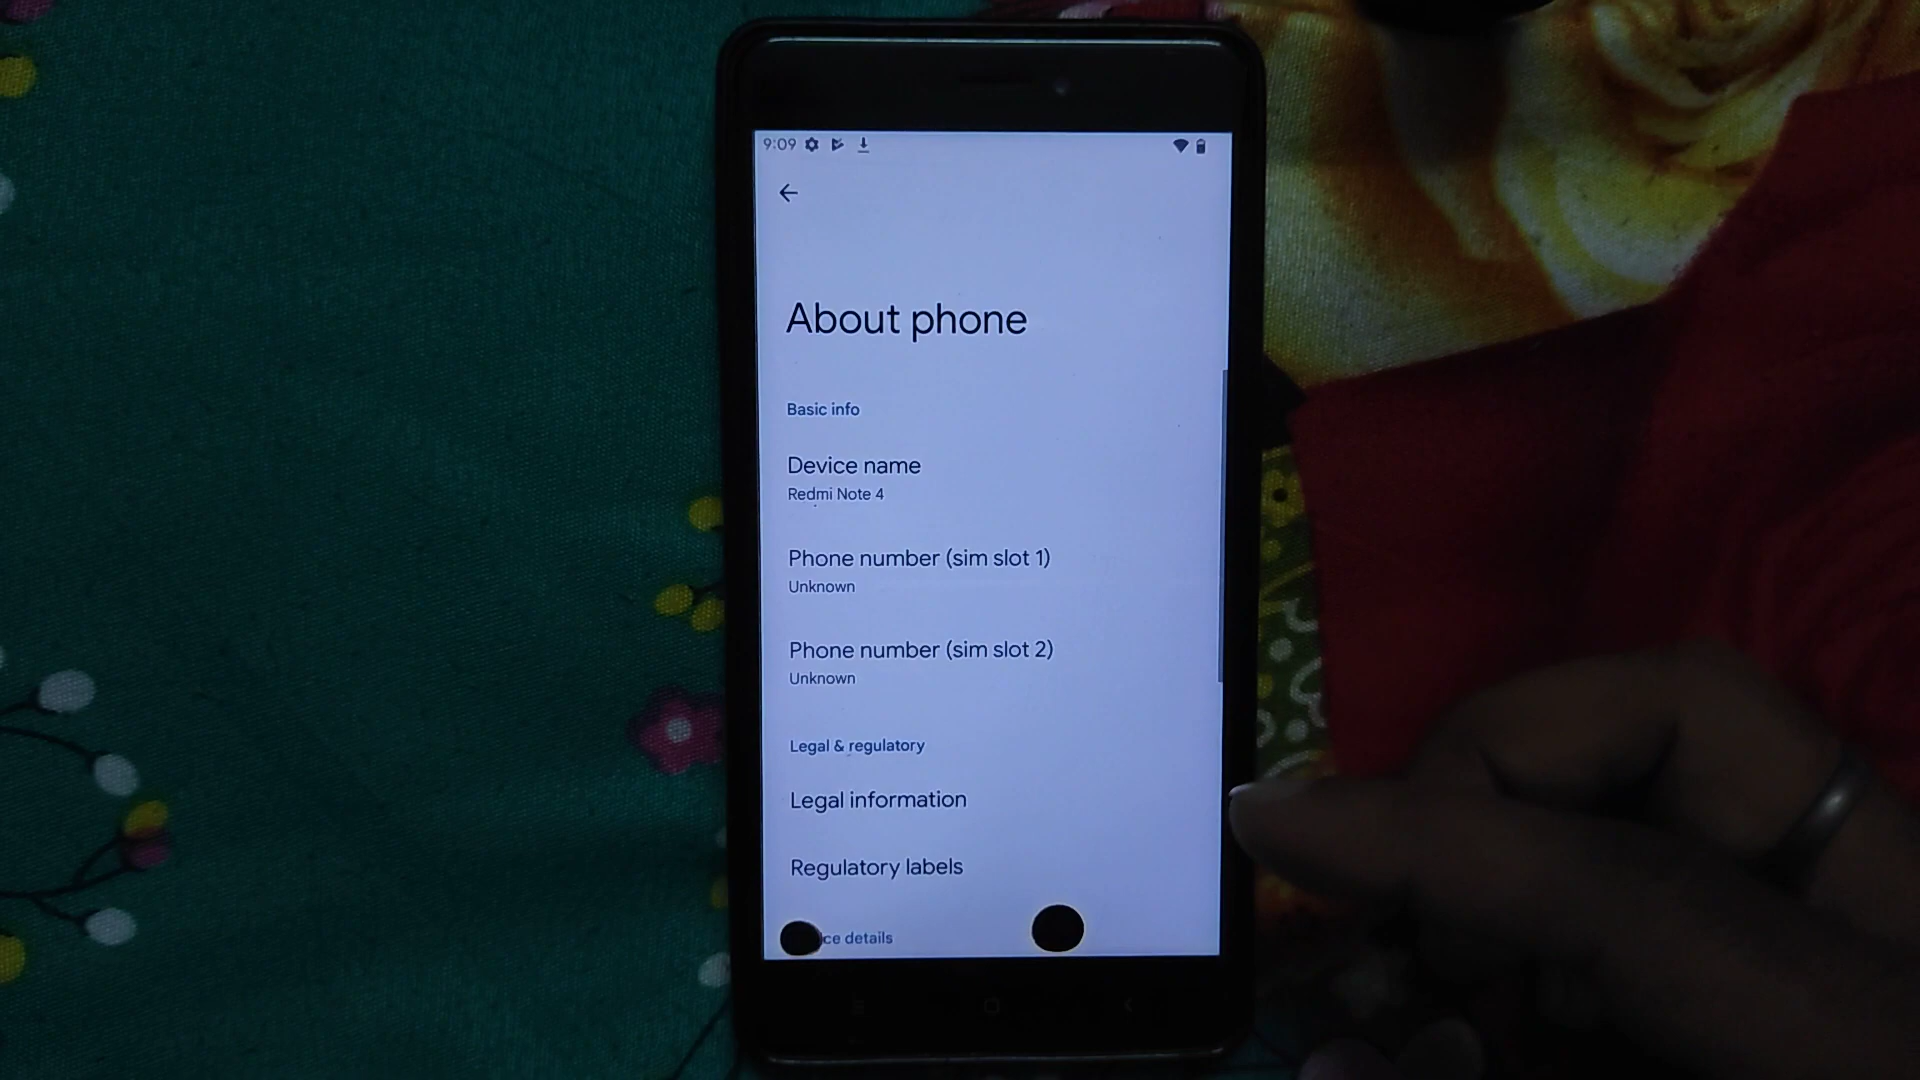 9:09
About phone
Basic info
Device name
Redmi Note 4
Phone number (sim slot 1)
Unknown
Phone number (sim slot 2)
Unknown
Legal & regulatory
Legal information
Regulatory labels
details